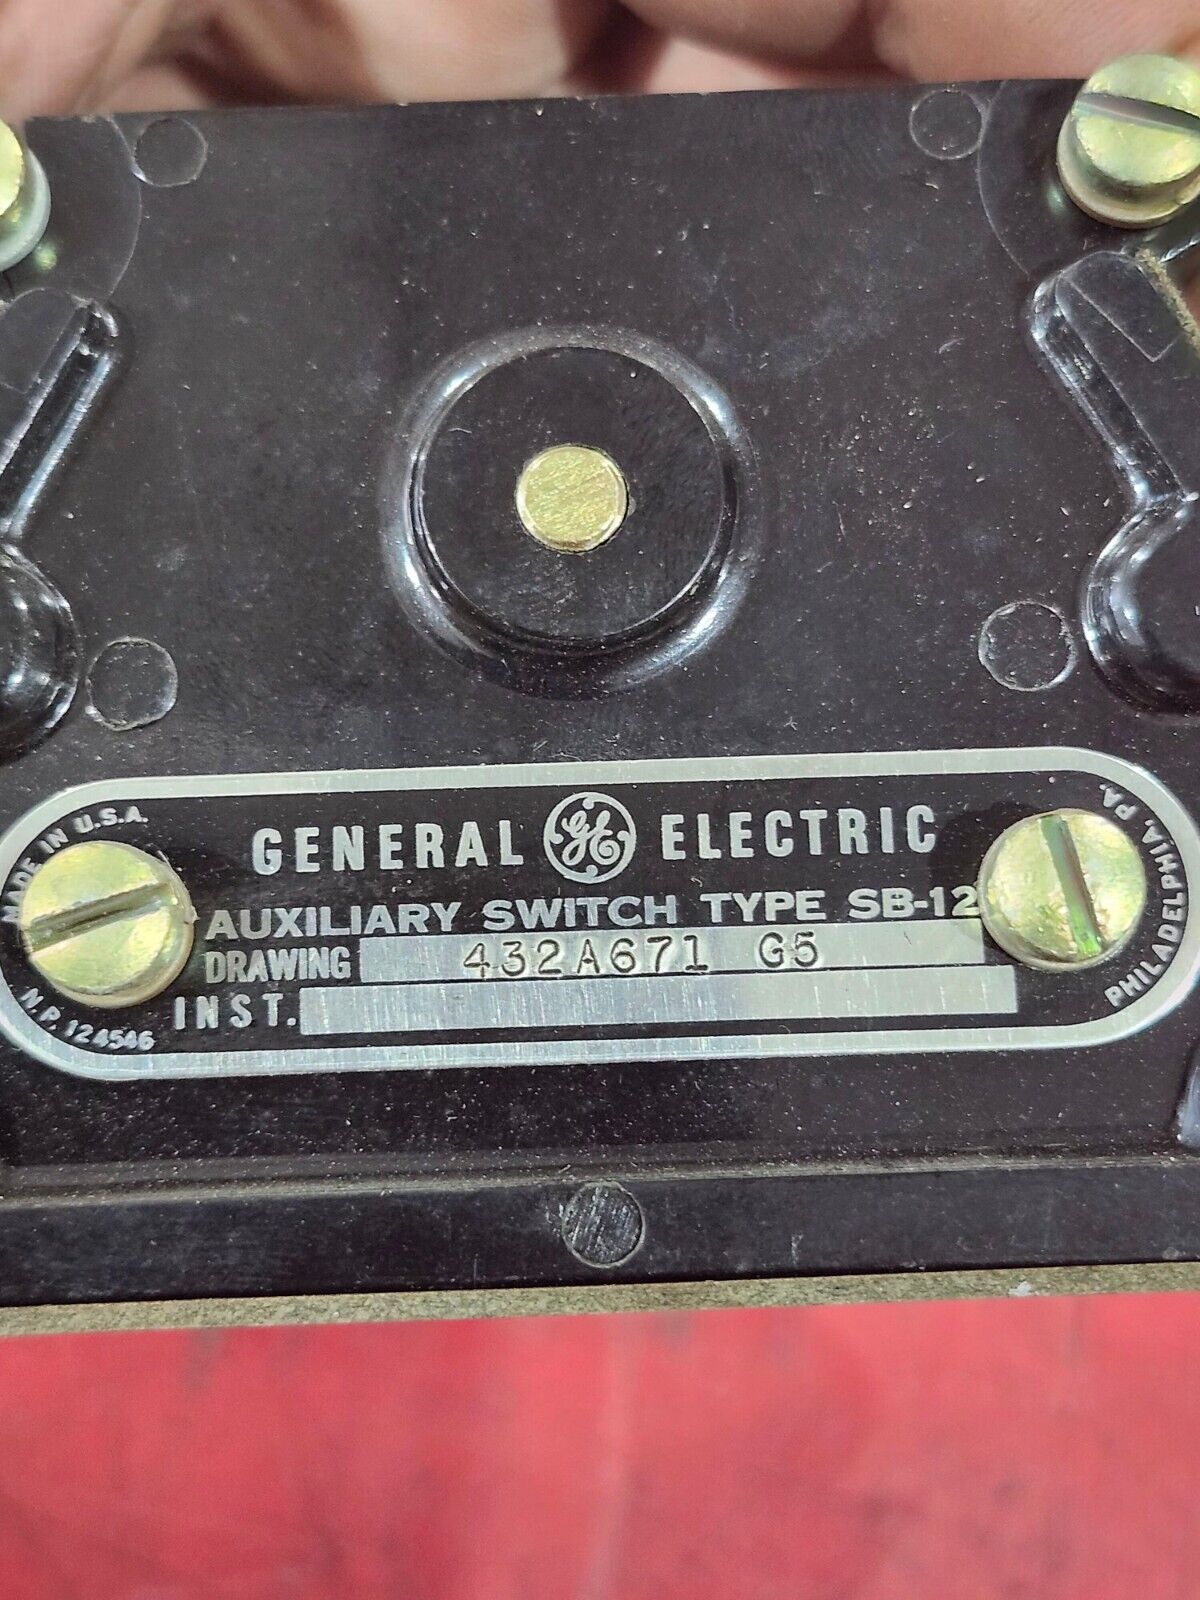 MADE IN U.S.A.
GENERAL GE ELECTRIC
AUXILIARY SWITCH TYPE SB-12
DRAWING 432A671 G5
INST.
N.P. 124546
PHILADELPHIA, PA.